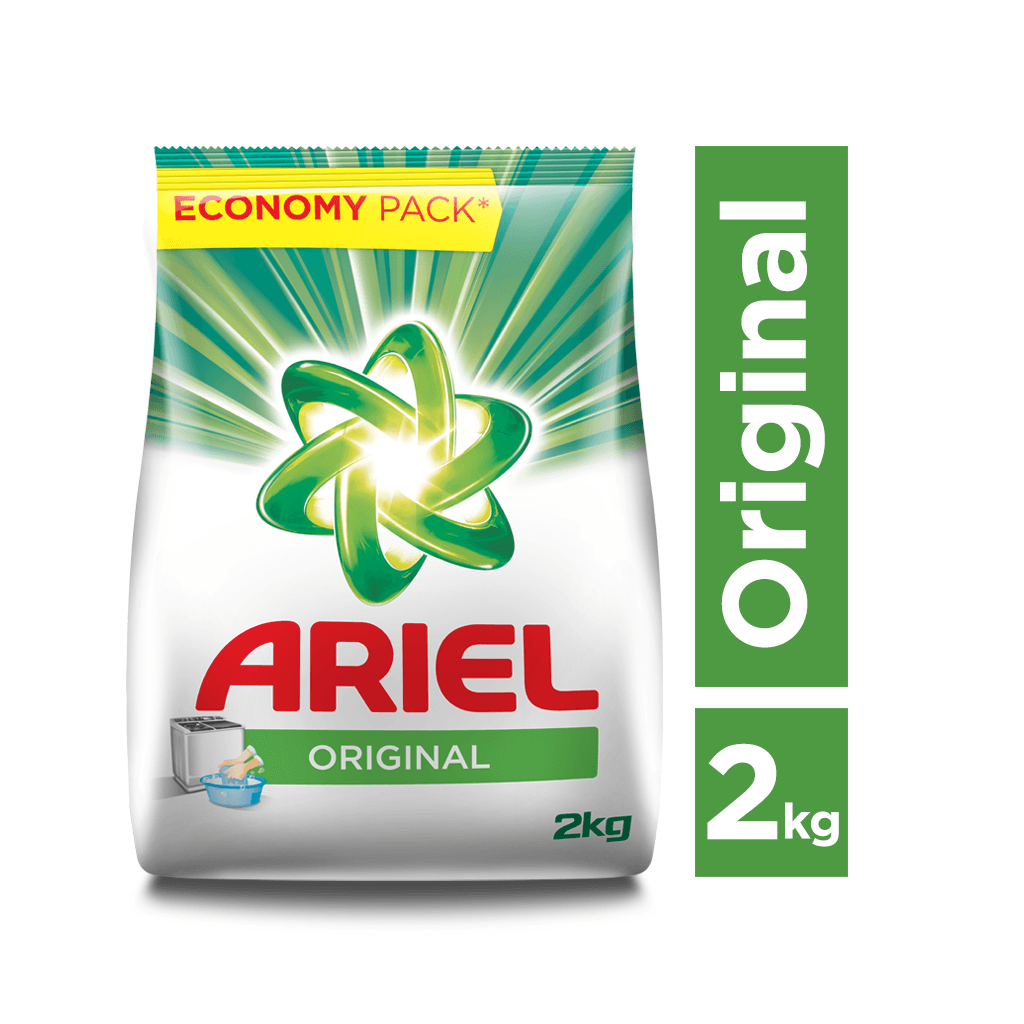 ECONOMY PACK*
ARIEL
ORIGINAL
2kg
Original
2kg